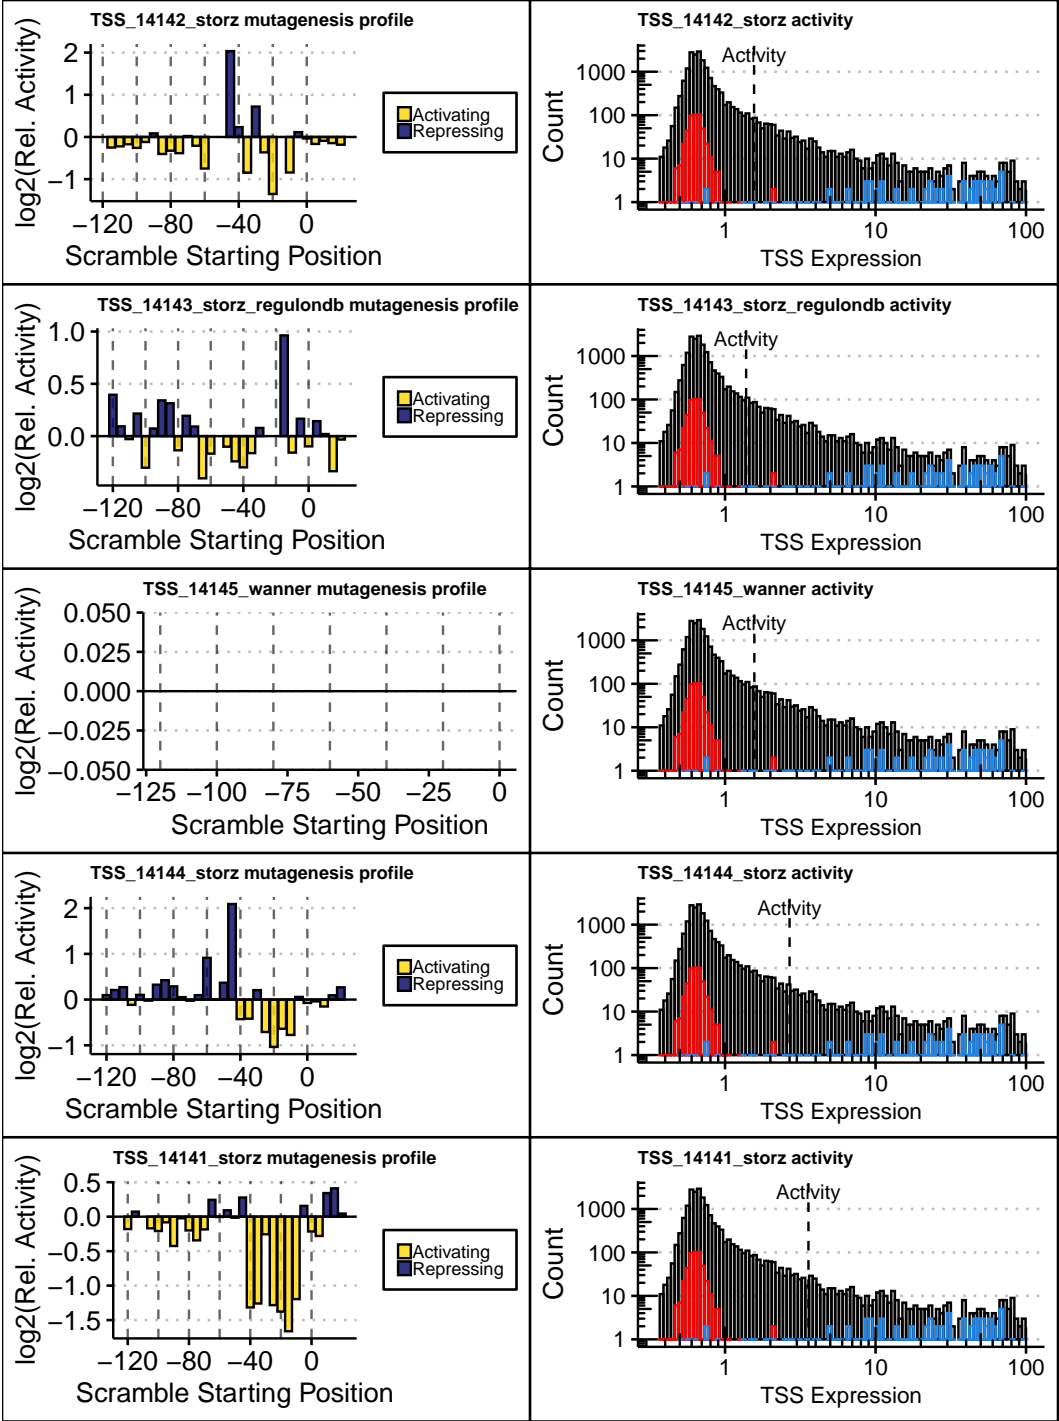 TSS_14142_storz mutagenesis profile
log2(Rel. Activity)
2
1
0
−1
−120 −80 −40 0
Scramble Starting Position
Activating
Repressing
TSS_14142_storz activity
Activity
Count
1000
100
10
1
1 10 100
TSS Expression
TSS_14143_storz_regulondb mutagenesis profile
log2(Rel. Activity)
1.0
0.5
0.0
−120 −80 −40 0
Scramble Starting Position
Activating
Repressing
TSS_14143_storz_regulondb activity
Activity
Count
1000
100
10
1
1 10 100
TSS Expression
TSS_14145_wanner mutagenesis profile
log2(Rel. Activity)
0.050
0.025
0.000
−0.025
−0.050
−125 −100 −75 −50 −25 0
Scramble Starting Position
TSS_14145_wanner activity
Activity
Count
1000
100
10
1
1 10 100
TSS Expression
TSS_14144_storz mutagenesis profile
log2(Rel. Activity)
2
1
0
−1
−120 −80 −40 0
Scramble Starting Position
Activating
Repressing
TSS_14144_storz activity
Activity
Count
1000
100
10
1
1 10 100
TSS Expression
TSS_14141_storz mutagenesis profile
log2(Rel. Activity)
0.5
0.0
−0.5
−1.0
−1.5
−120 −80 −40 0
Scramble Starting Position
Activating
Repressing
TSS_14141_storz activity
Activity
Count
1000
100
10
1
1 10 100
TSS Expression